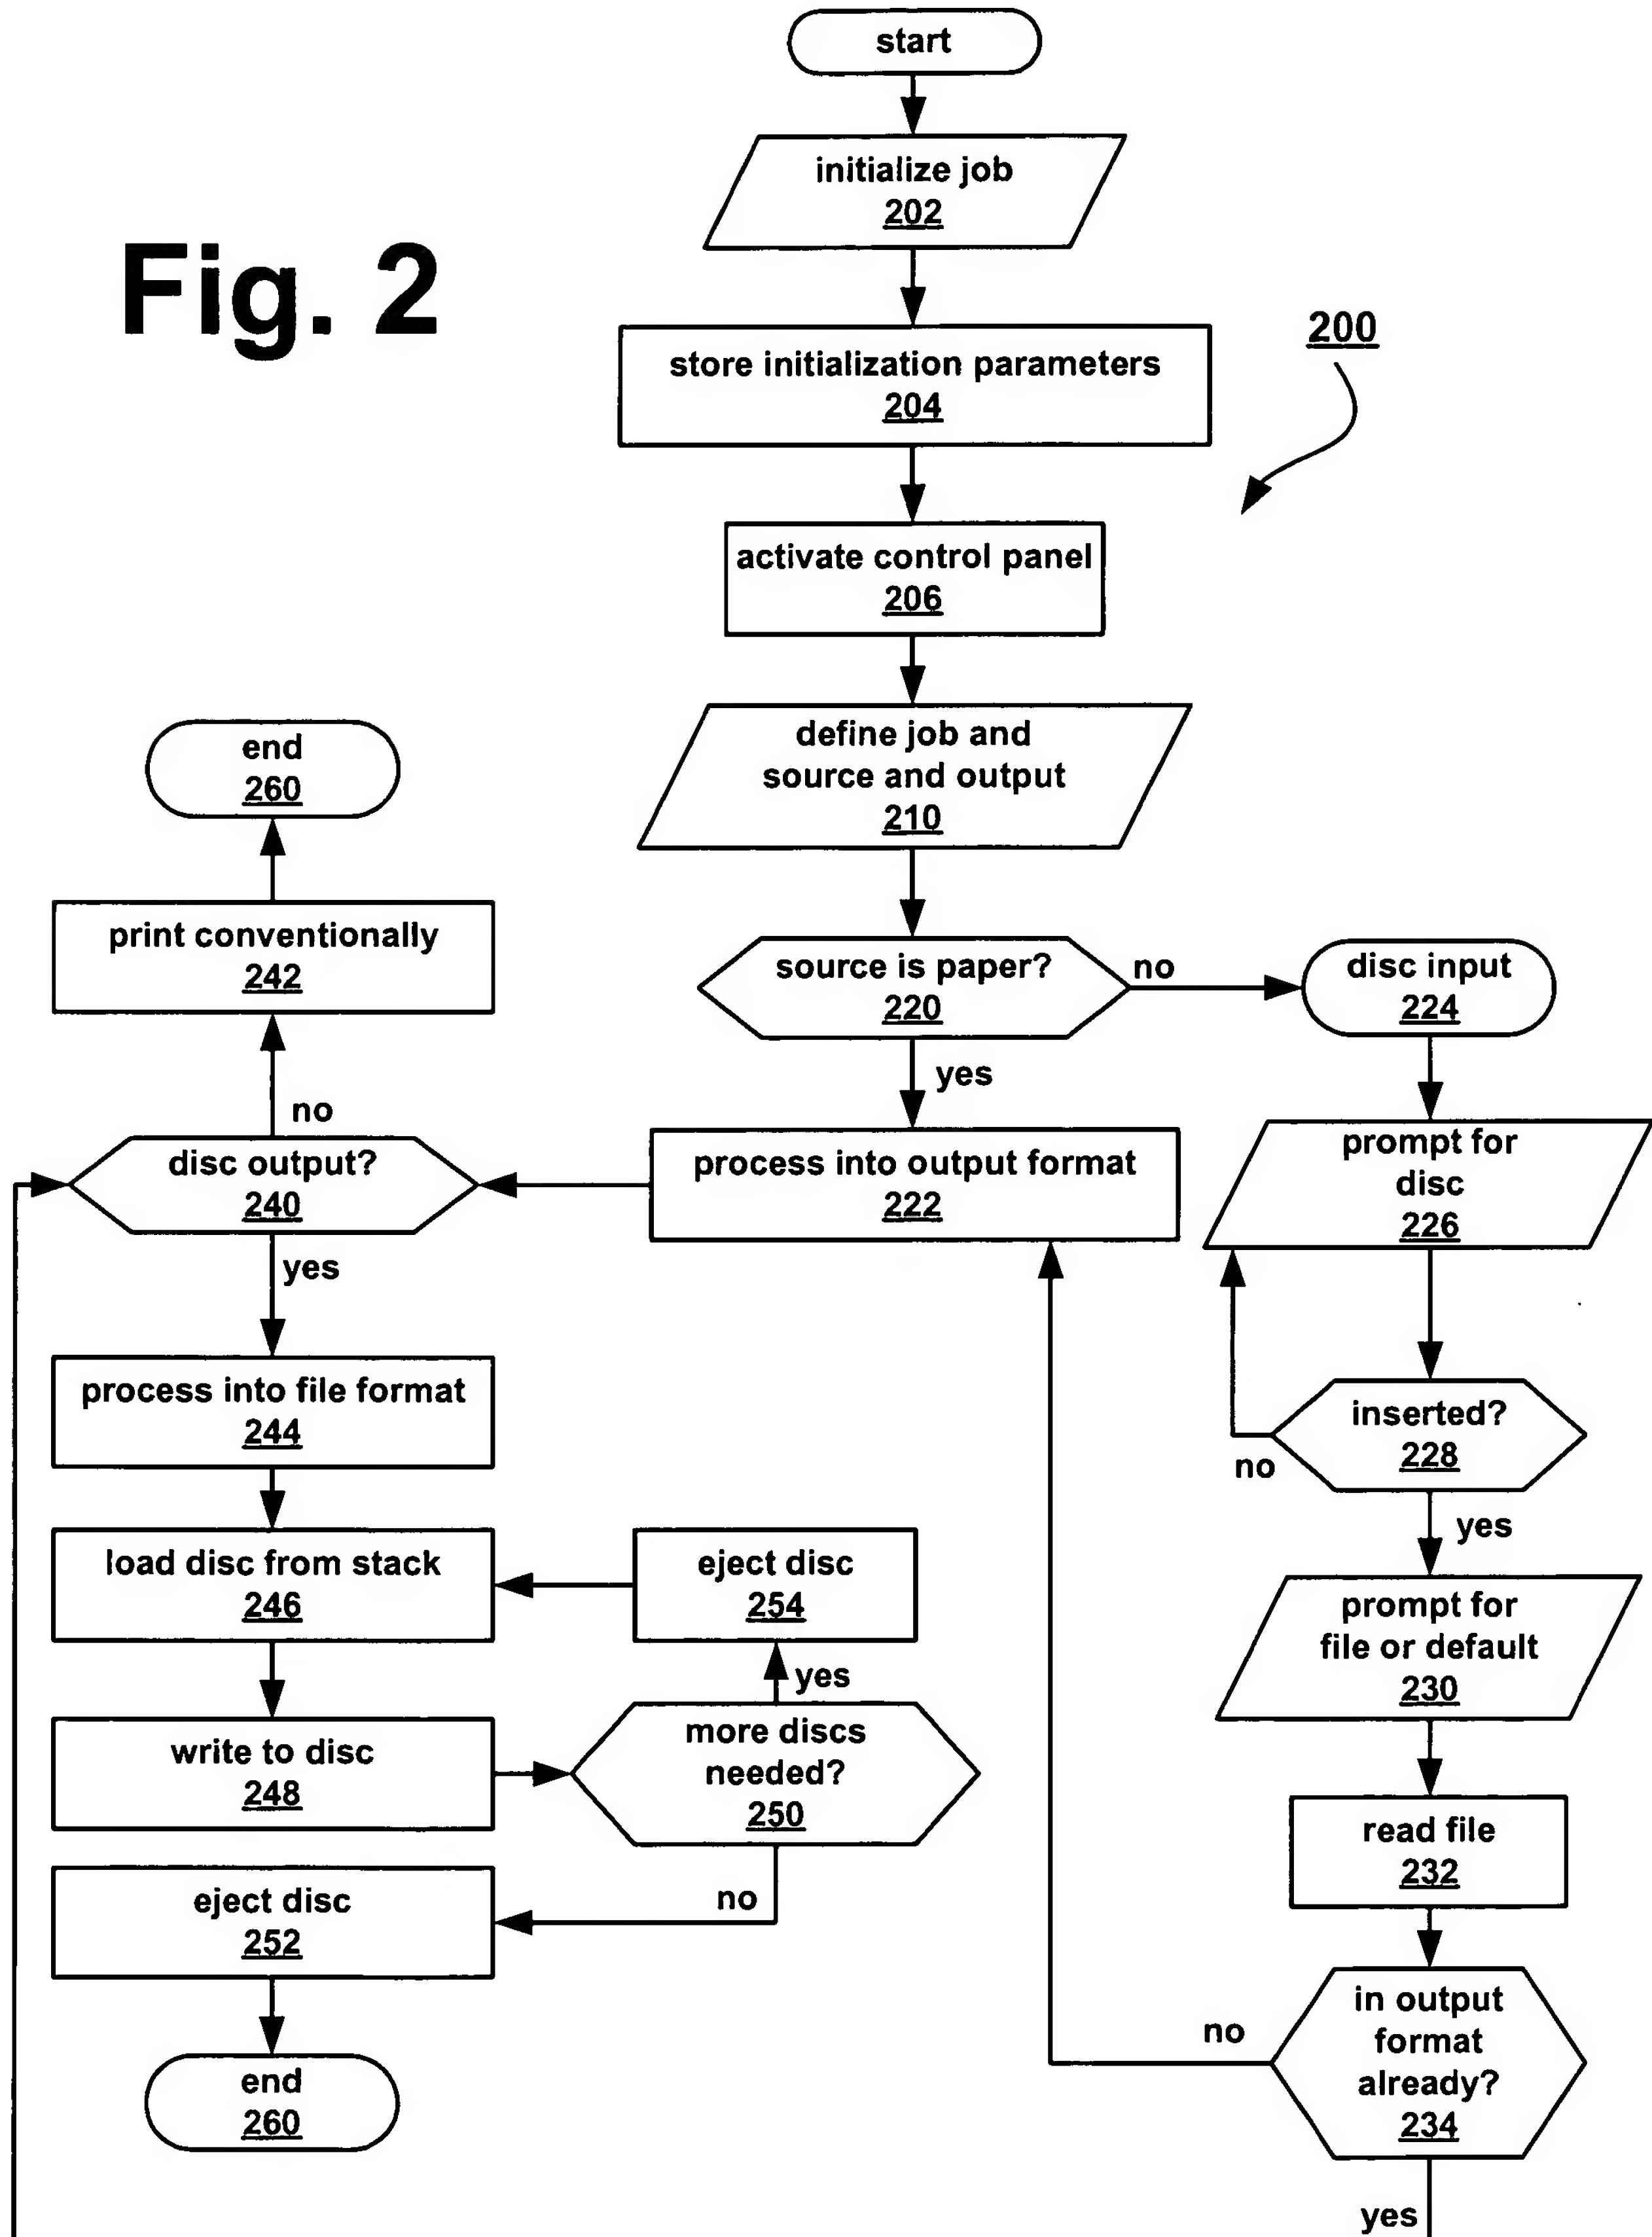 start
initialize job
202
Fig. 2
200
store initialization parameters
204
activate control panel
206
define job and
source and output
210
end
260
print conventionally
242
source is paper?
220
no
disc input
224
yes
no
disc output?
240
process into output format
222
prompt for
disc
226
yes
process into file format
244
inserted?
228
no
yes
load disc from stack
246
eject disc
254
prompt for
file or default
230
yes
write to disc
248
more discs
needed?
250
read file
232
eject disc
252
no
in output
format
already?
234
no
end
260
yes